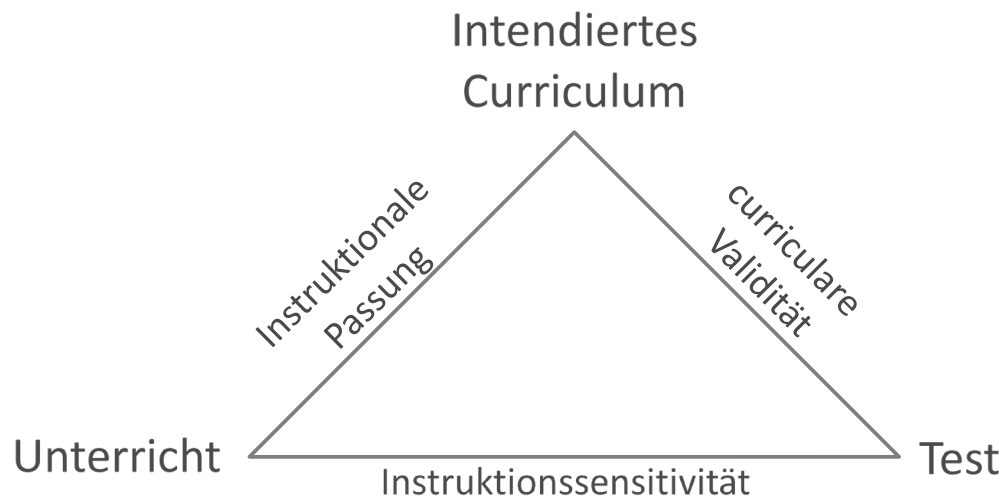 Intendiertes
Curriculum
Instruktionale
Passung
curriculare
Validität
Unterricht
Test
Instruktionssensitivität